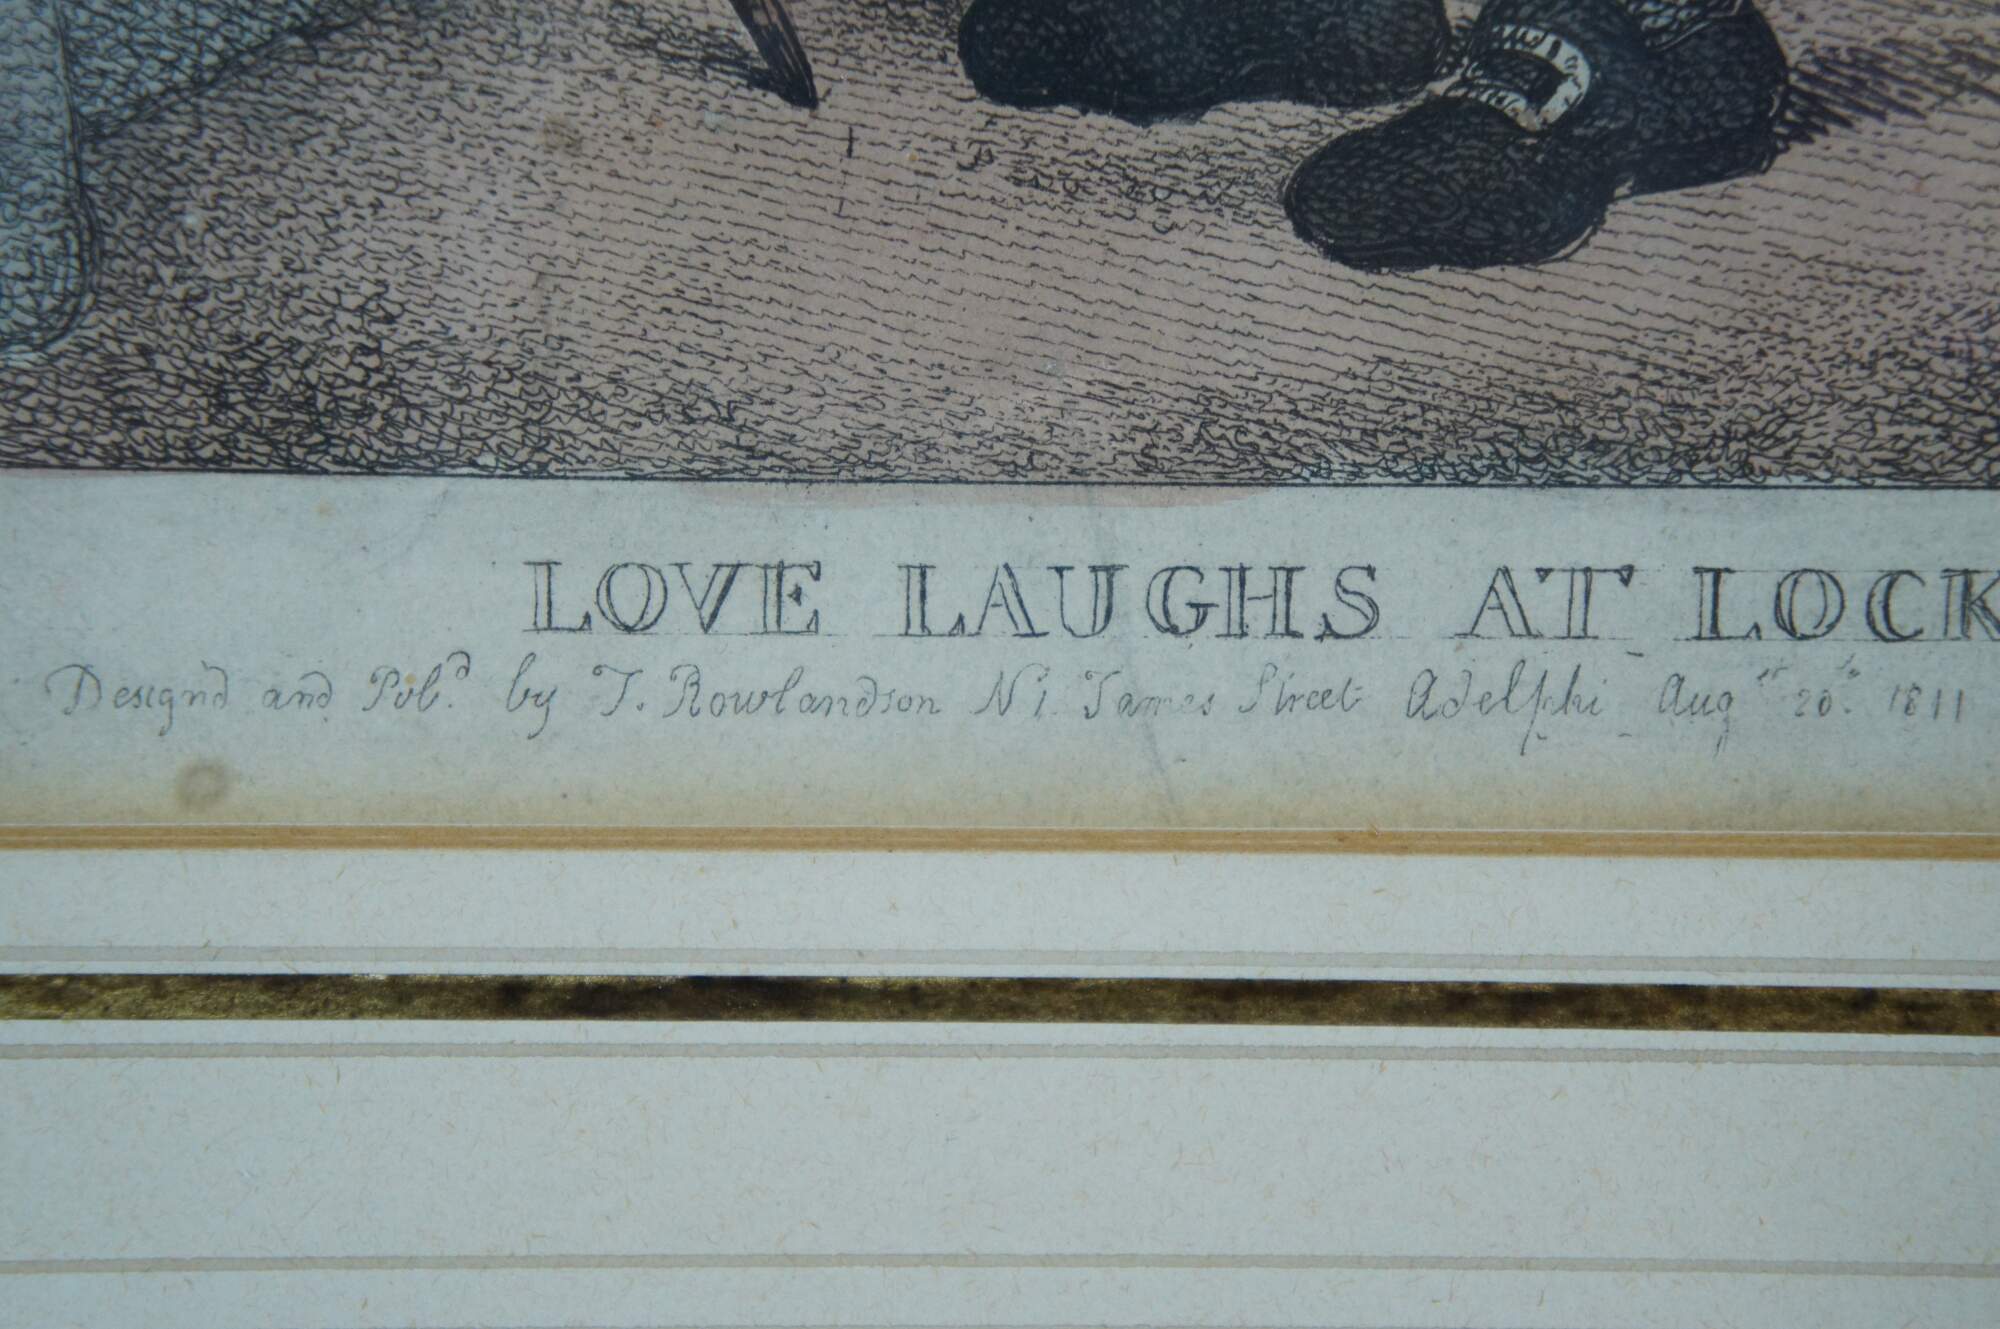 LOVE LAUGHS AT LOCK
Design'd and Pub.d by T. Rowlandson N 1. James Street Adelphi Aug st 20. 1811